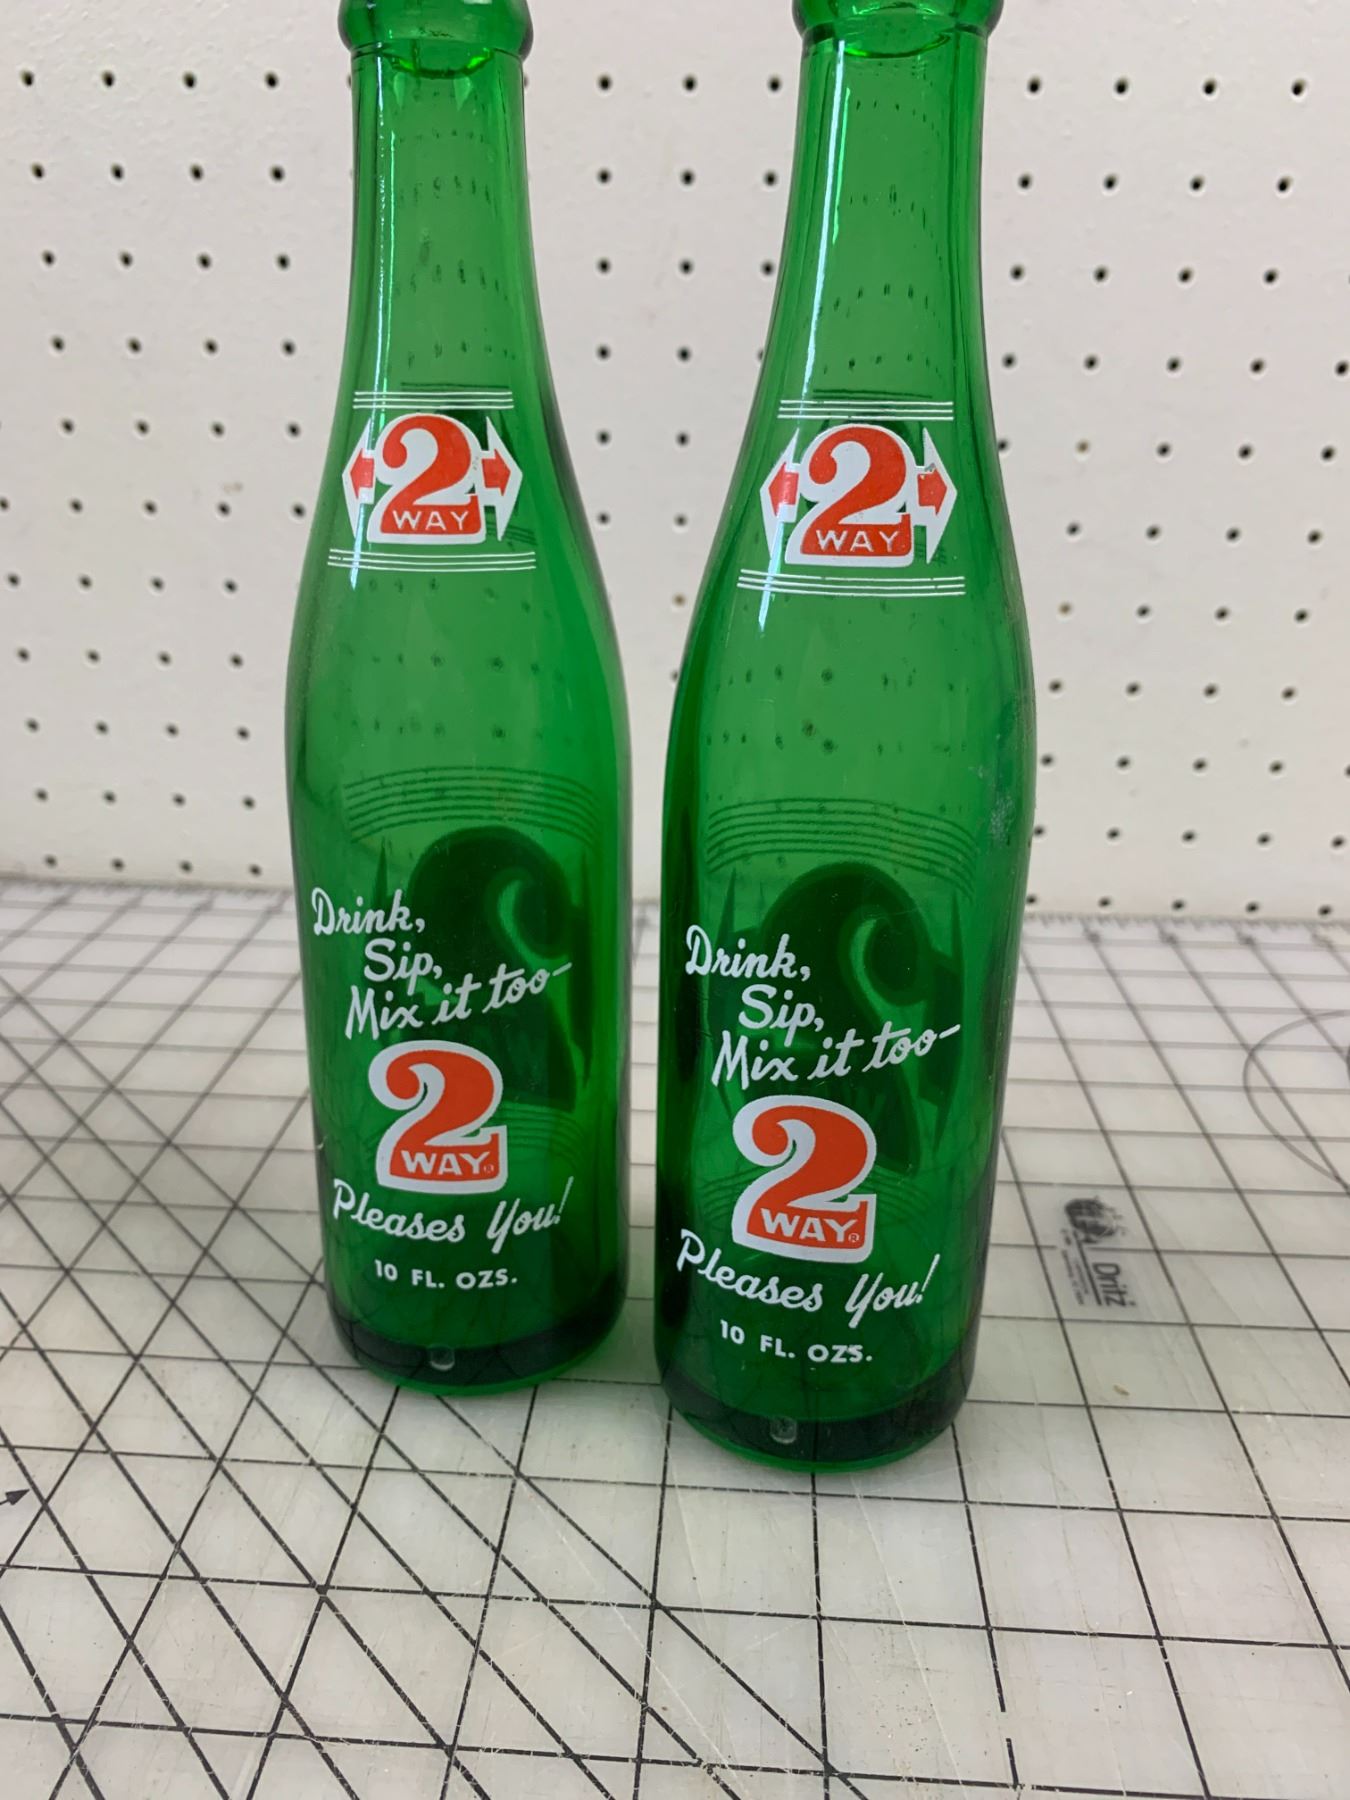 2
WAY
Drink,
Sip,
Mix it too-
2
WAY®
Pleases You!
10 FL. OZS.
2
WAY
Drink,
Sip,
Mix it too-
2
WAY®
Pleases You!
10 FL. OZS.
Dritz